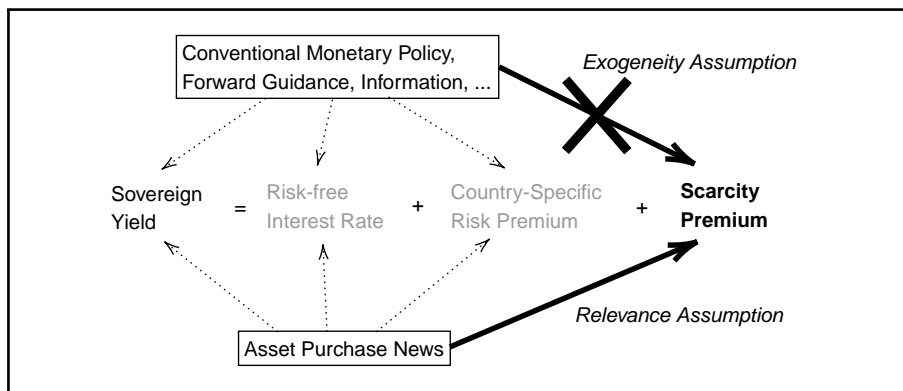 Conventional Monetary Policy,
Forward Guidance, Information, ...
Exogeneity Assumption
Sovereign
Yield
=
Risk-free
Interest Rate
+
Country-Specific
Risk Premium
+
Scarcity
Premium
Relevance Assumption
Asset Purchase News